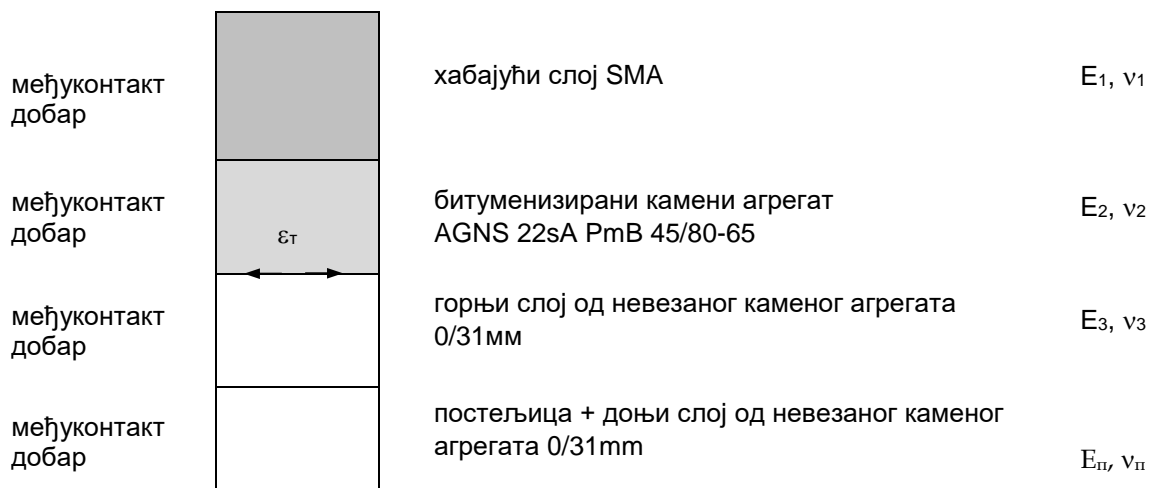 међуконтакт
добар
хабајући слој SMA
E₁, ν₁
међуконтакт
добар
εт
битуменизирани камени агрегат
AGNS 22sA PmB 45/80-65
E₂, ν₂
међуконтакт
добар
горњи слој од невезаног каменог агрегата
0/31мм
E₃, ν₃
међуконтакт
добар
постељица + доњи слој од невезаног каменог
агрегата 0/31mm
Eп, νп